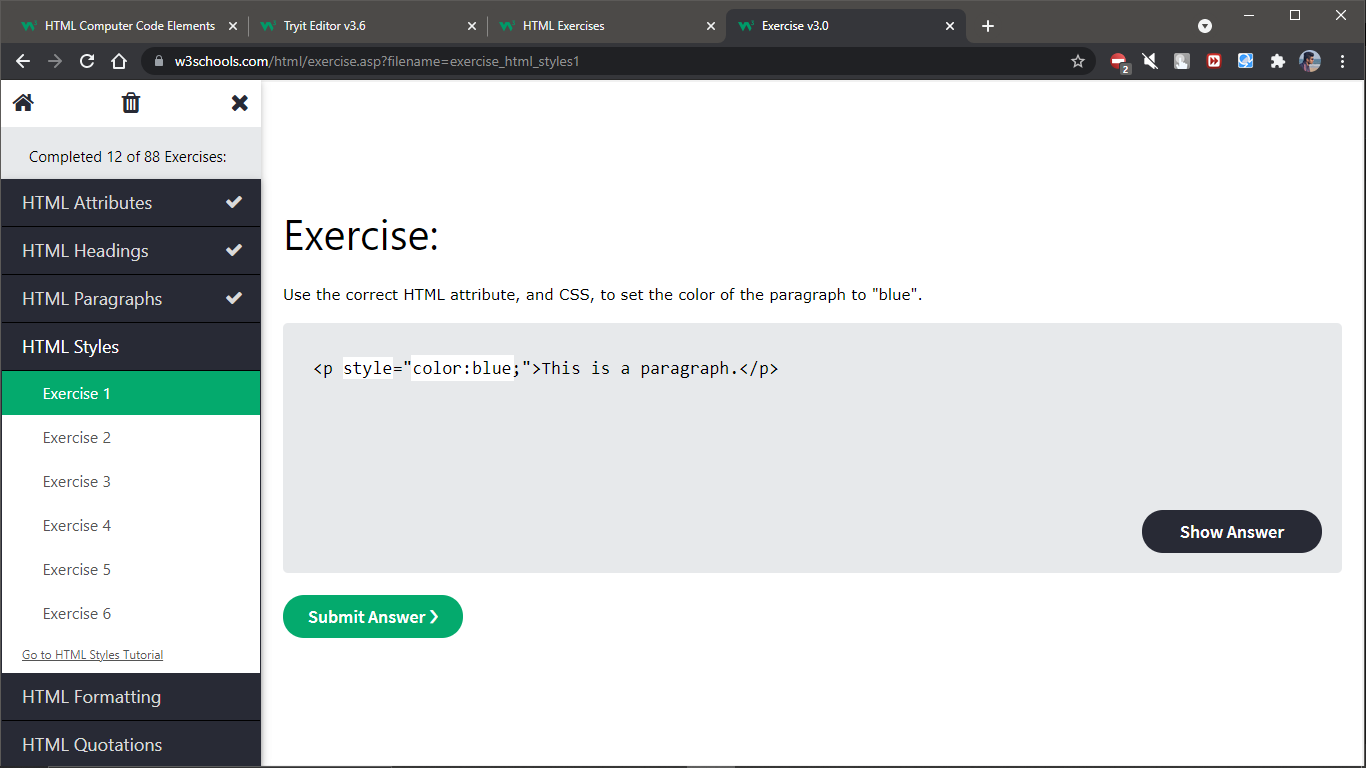 HTML Computer Code Elements
Tryit Editor v3.6
HTML Exercises
Exercise v3.0
w3schools.com/html/exercise.asp?filename=exercise_html_styles1
2
Completed 12 of 88 Exercises:
HTML Attributes
HTML Headings
HTML Paragraphs
HTML Styles
Exercise 1
Exercise 2
Exercise 3
Exercise 4
Exercise 5
Exercise 6
Go to HTML Styles Tutorial
HTML Formatting
HTML Quotations
Exercise:
Use the correct HTML attribute, and CSS, to set the color of the paragraph to "blue".
<p style="color:blue;">This is a paragraph.</p>
Show Answer
Submit Answer ❯